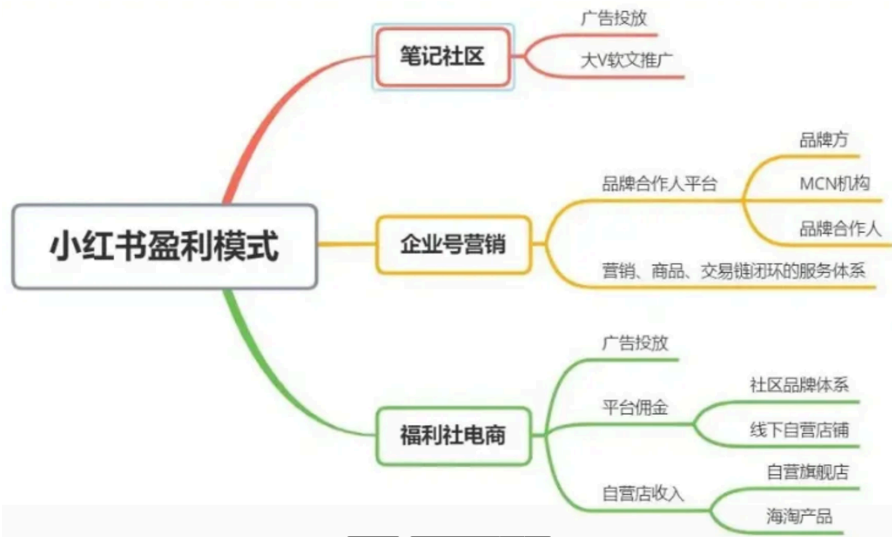 小红书盈利模式
笔记社区
广告投放
大V软文推广
企业号营销
品牌合作人平台
品牌方
MCN机构
品牌合作人
营销、商品、交易链闭环的服务体系
福利社电商
广告投放
平台佣金
社区品牌体系
线下自营店铺
自营店收入
自营旗舰店
海淘产品